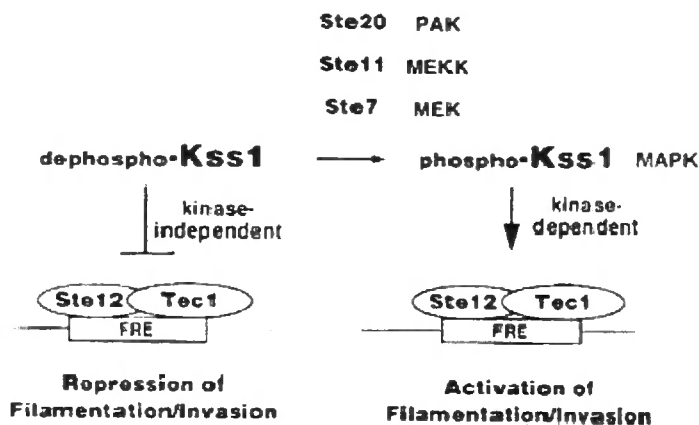 Ste20 PAK
Ste11 MEKK
Ste7 MEK
dephospho-Kss1 phospho-Kss1 MAPK
kinase-independent kinase-dependent
Ste12 Tec1 Ste12 Tec1
FRE FRE
Repression of Activation of
Filamentation/Invasion Filamentation/Invasion